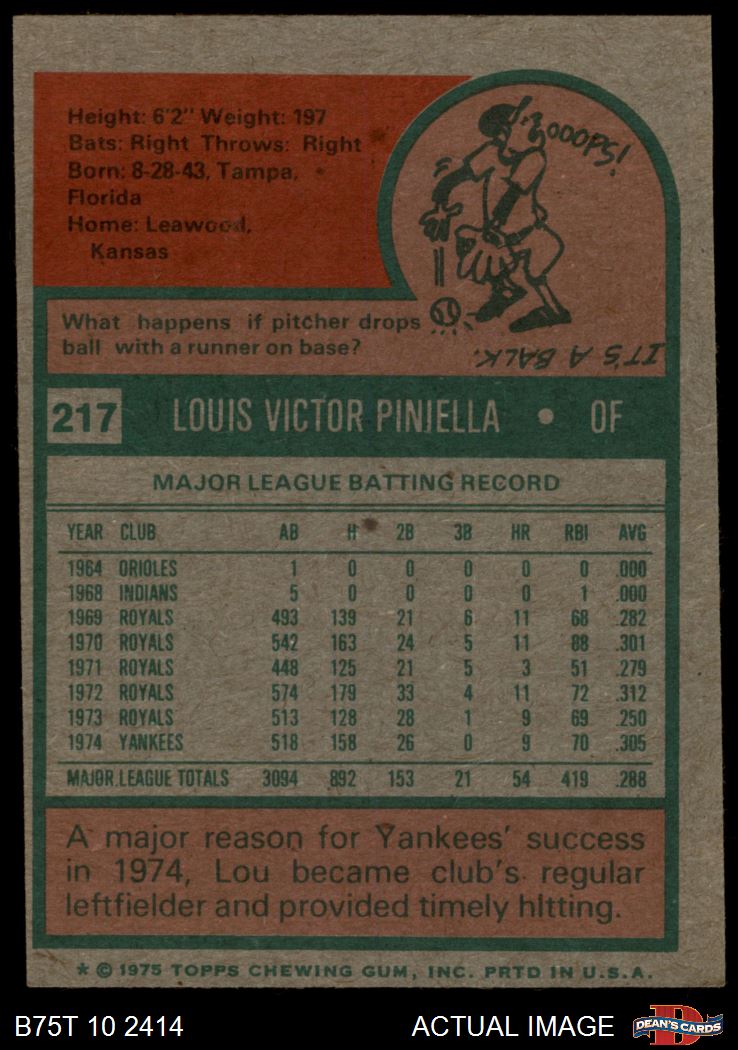 Height: 6'2" Weight: 197
Bats: Right Throws: Right
Born: 8-28-43, Tampa,
Florida
Home: Leawood,
Kansas
OOOPS!
What happens if pitcher drops
ball with a runner on base?
IT'S A BALK.
217 LOUIS VICTOR PINIELLA • OF
MAJOR LEAGUE BATTING RECORD
YEAR CLUB AB H 2B 3B HR RBI AVG
1964 ORIOLES 1 0 0 0 0 0 .000
1968 INDIANS 5 0 0 0 0 1 .000
1969 ROYALS 493 139 21 6 11 68 .282
1970 ROYALS 542 163 24 5 11 88 .301
1971 ROYALS 448 125 21 5 3 51 .279
1972 ROYALS 574 179 33 4 11 72 .312
1973 ROYALS 513 128 28 1 9 69 .250
1974 YANKEES 518 158 26 0 9 70 .305
MAJOR LEAGUE TOTALS 3094 892 153 21 54 419 .288
A major reason for Yankees' success
in 1974, Lou became club's regular
leftfielder and provided timely hitting.
* © 1975 TOPPS CHEWING GUM, INC. PRTD IN U.S.A.
B75T 10 2414 ACTUAL IMAGE DEAN'S CARDS